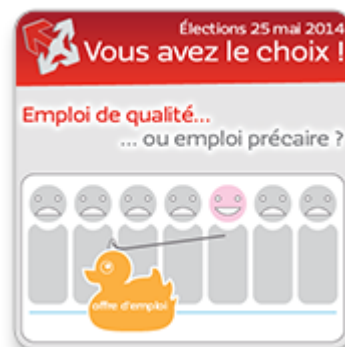 Élections 25 mai 2014
Vous avez le choix !
Emploi de qualité...
... ou emploi précaire ?
offre d'emploi